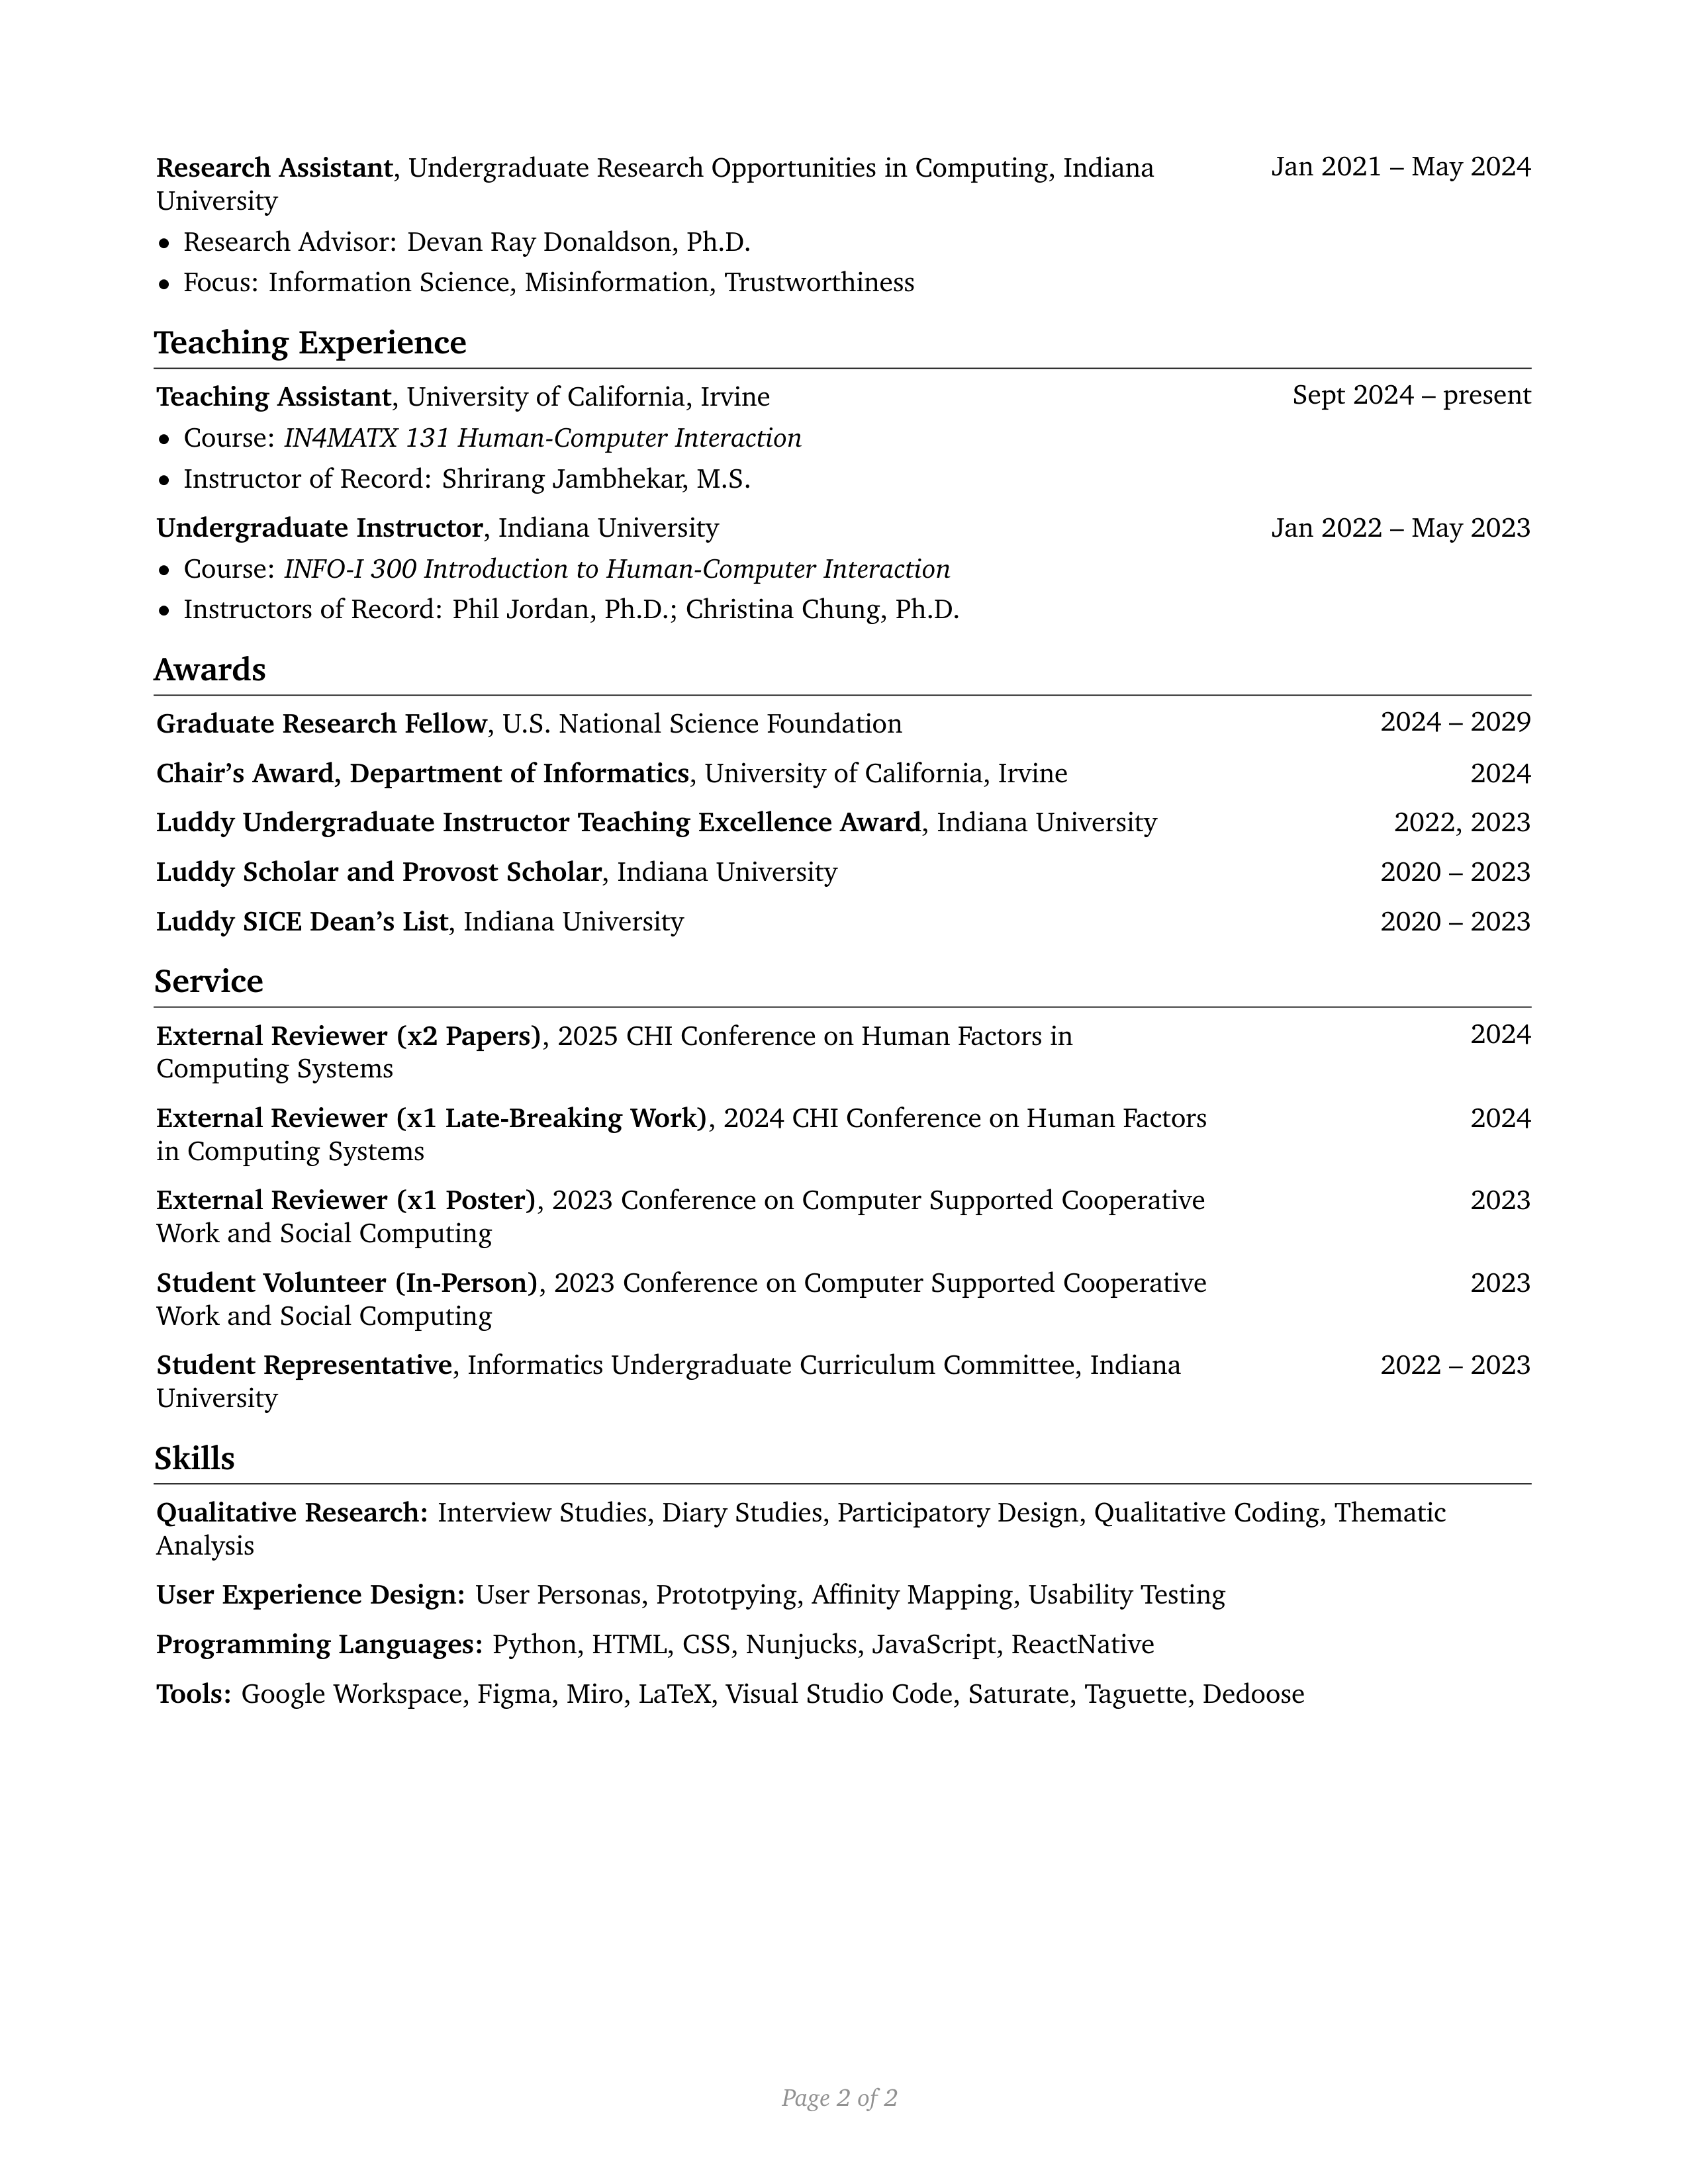 Research Assistant, Undergraduate Research Opportunities in Computing, Indiana Jan 2021 – May 2024
University
• Research Advisor: Devan Ray Donaldson, Ph.D.
• Focus: Information Science, Misinformation, Trustworthiness
Teaching Experience
Teaching Assistant, University of California, Irvine Sept 2024 – present
• Course: IN4MATX 131 Human-Computer Interaction
• Instructor of Record: Shrirang Jambhekar, M.S.
Undergraduate Instructor, Indiana University Jan 2022 – May 2023
• Course: INFO-I 300 Introduction to Human-Computer Interaction
• Instructors of Record: Phil Jordan, Ph.D.; Christina Chung, Ph.D.
Awards
Graduate Research Fellow, U.S. National Science Foundation 2024 – 2029
Chair’s Award, Department of Informatics, University of California, Irvine 2024
Luddy Undergraduate Instructor Teaching Excellence Award, Indiana University 2022, 2023
Luddy Scholar and Provost Scholar, Indiana University 2020 – 2023
Luddy SICE Dean’s List, Indiana University 2020 – 2023
Service
External Reviewer (x2 Papers), 2025 CHI Conference on Human Factors in 2024
Computing Systems
External Reviewer (x1 Late-Breaking Work), 2024 CHI Conference on Human Factors 2024
in Computing Systems
External Reviewer (x1 Poster), 2023 Conference on Computer Supported Cooperative 2023
Work and Social Computing
Student Volunteer (In-Person), 2023 Conference on Computer Supported Cooperative 2023
Work and Social Computing
Student Representative, Informatics Undergraduate Curriculum Committee, Indiana 2022 – 2023
University
Skills
Qualitative Research: Interview Studies, Diary Studies, Participatory Design, Qualitative Coding, Thematic
Analysis
User Experience Design: User Personas, Prototpying, Affinity Mapping, Usability Testing
Programming Languages: Python, HTML, CSS, Nunjucks, JavaScript, ReactNative
Tools: Google Workspace, Figma, Miro, LaTeX, Visual Studio Code, Saturate, Taguette, Dedoose
Page 2 of 2